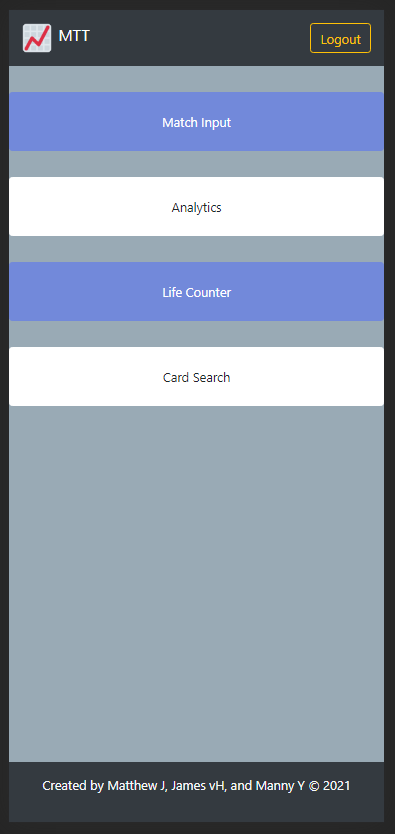 MTT
Logout
Match Input
Analytics
Life Counter
Card Search
Created by Matthew J, James vH, and Manny Y © 2021